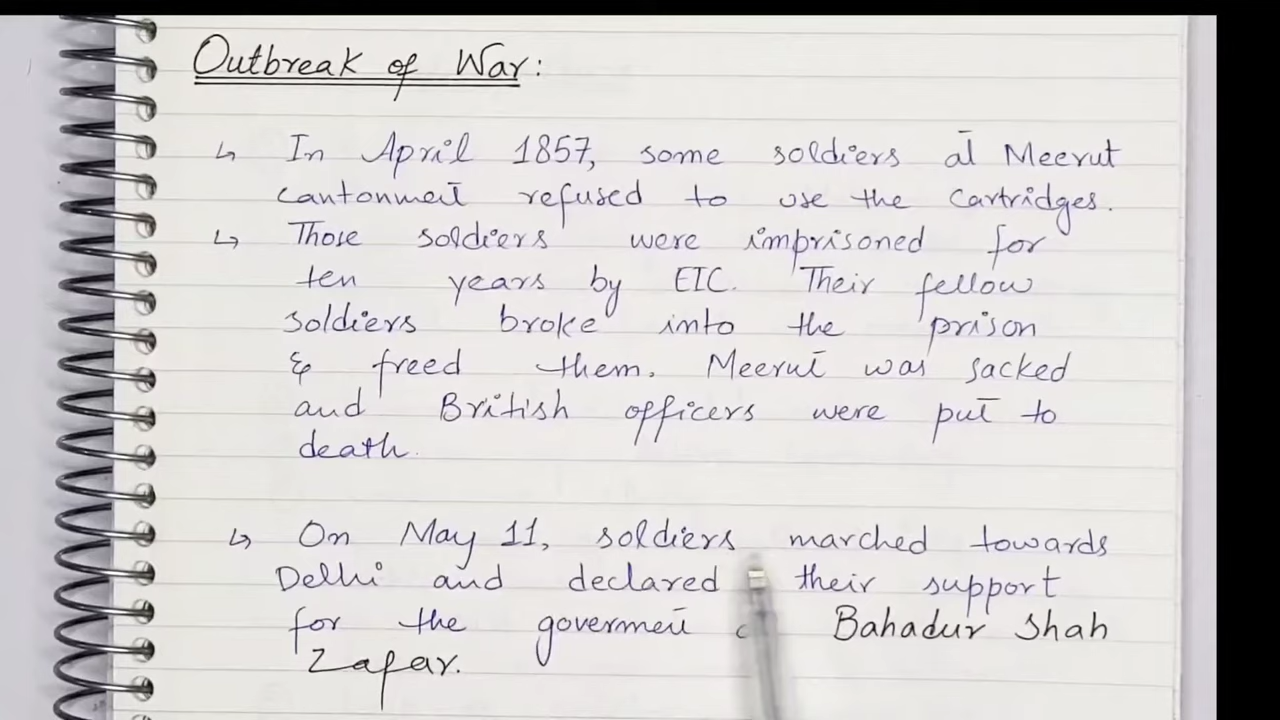 Outbreak of War:
↳ In April 1857, some soldiers at Meerut
cantonment refused to use the cartridges.
↳ Those soldiers were imprisoned for
ten years by EIC. Their fellow
soldiers broke into the prison
& freed them. Meerut was sacked
and British officers were put to
death.
↳ On May 11, soldiers marched towards
Delhi and declared their support
for the goverment Bahadur Shah
Zafar.